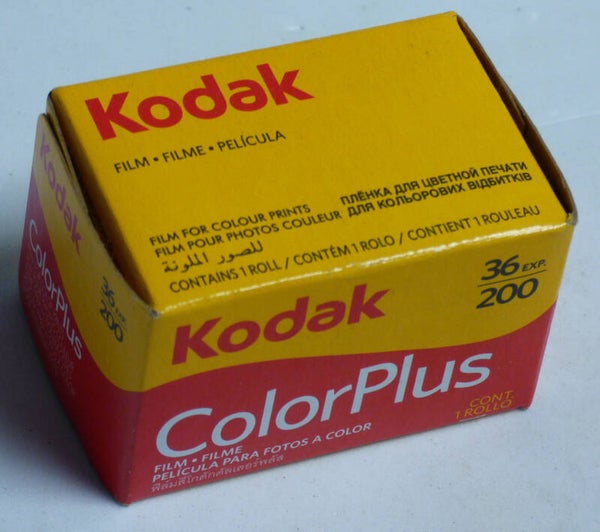 Kodak
FILM • FILME • PELÍCULA
FILM FOR COLOUR PRINTS
FILM POUR PHOTOS COULEUR
للصور الملونة
ПЛЁНКА ДЛЯ ЦВЕТНОЙ ПЕЧАТИ
ДЛЯ КОЛЬОРОВИХ ВІДБИТКІВ
CONTAINS 1 ROLL / CONTÉM 1 ROLO / CONTIENT 1 ROULEAU
Kodak
ColorPlus
36 EXP.
200
Kodak
36 EXP.
200
ColorPlus
CONT.
1 ROLLO
FILM • FILME
PELÍCULA PARA FOTOS A COLOR